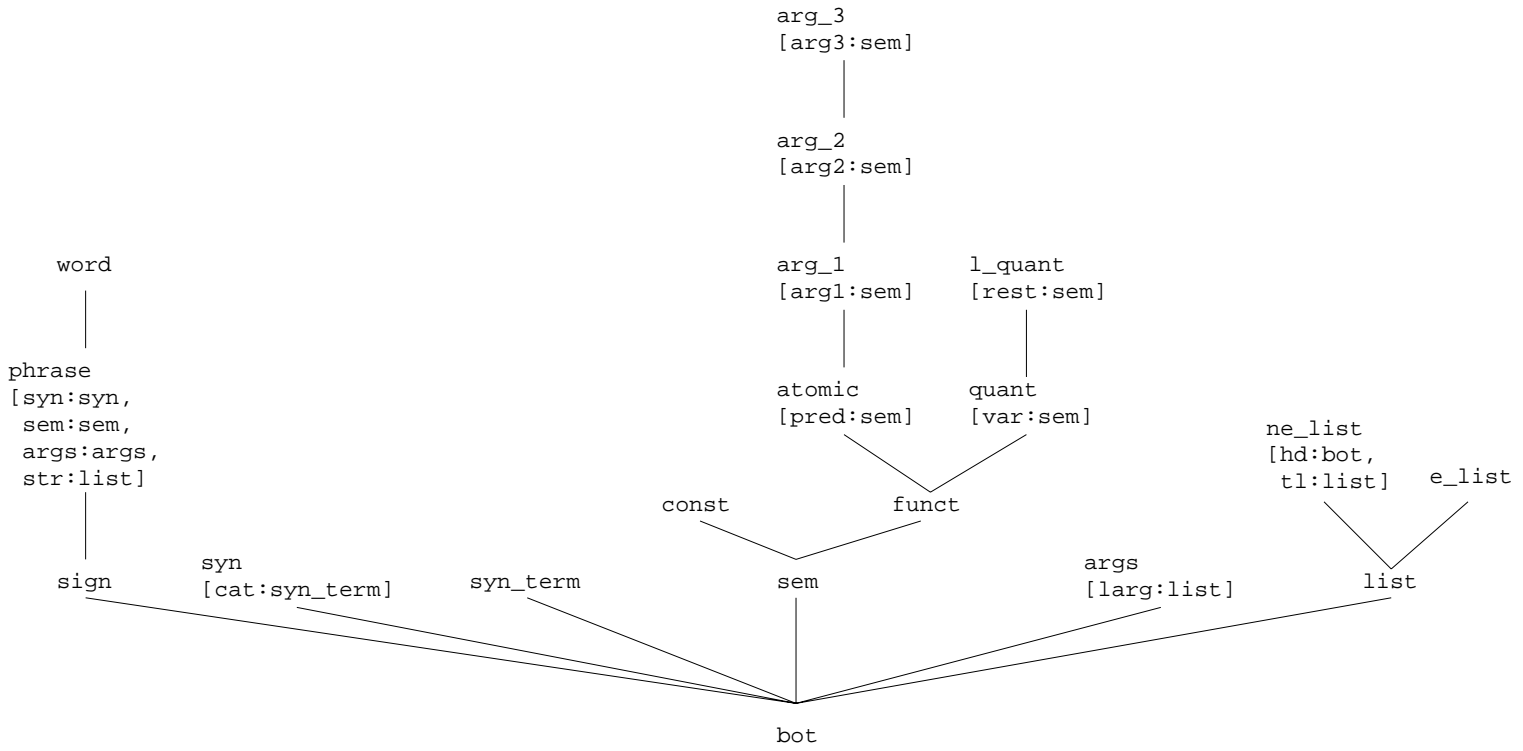 arg_3
[arg3:sem]
arg_2
[arg2:sem]
word
arg_1
[arg1:sem]
l_quant
[rest:sem]
phrase
[syn:syn,
sem:sem,
args:args,
str:list]
atomic
[pred:sem]
quant
[var:sem]
ne_list
[hd:bot,
tl:list]
e_list
const
funct
sign
syn
[cat:syn_term]
syn_term
sem
args
[larg:list]
list
bot